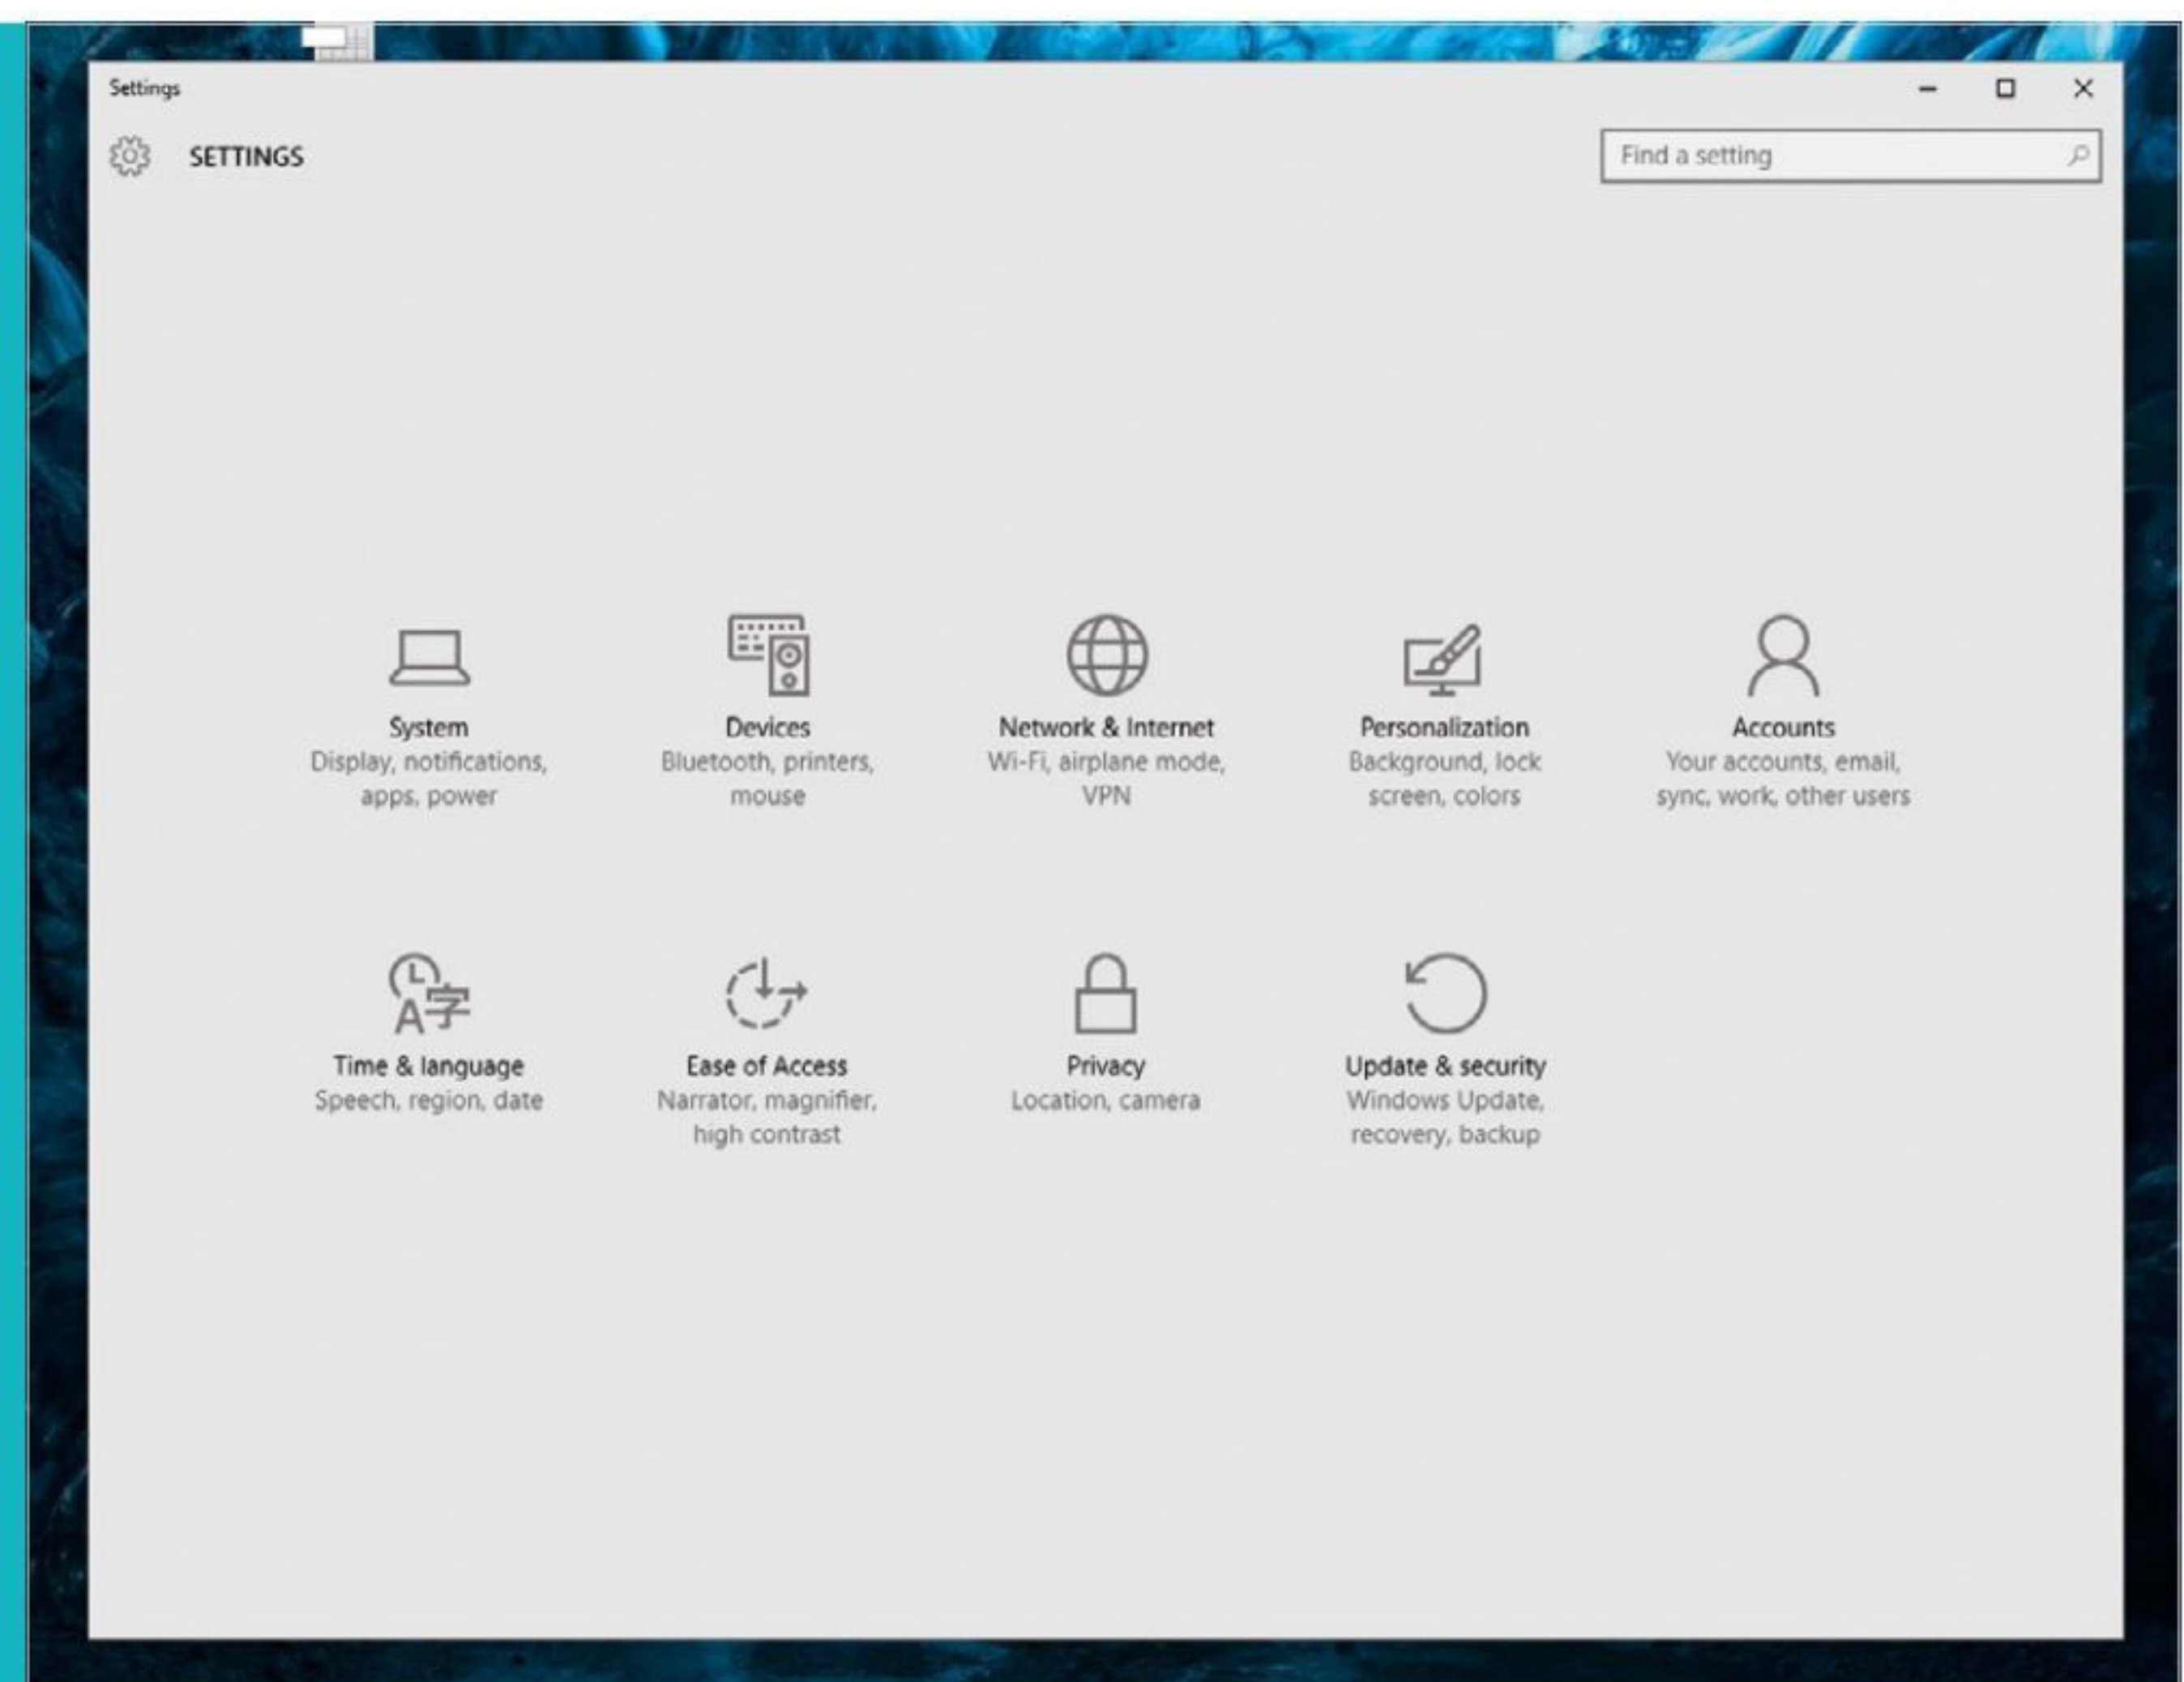 Settings
SETTINGS
Find a setting
System
Display, notifications,
apps, power
Devices
Bluetooth, printers,
mouse
Network & Internet
Wi-Fi, airplane mode,
VPN
Personalization
Background, lock
screen, colors
Accounts
Your accounts, email,
sync, work, other users
Time & language
Speech, region, date
Ease of Access
Narrator, magnifier,
high contrast
Privacy
Location, camera
Update & security
Windows Update,
recovery, backup